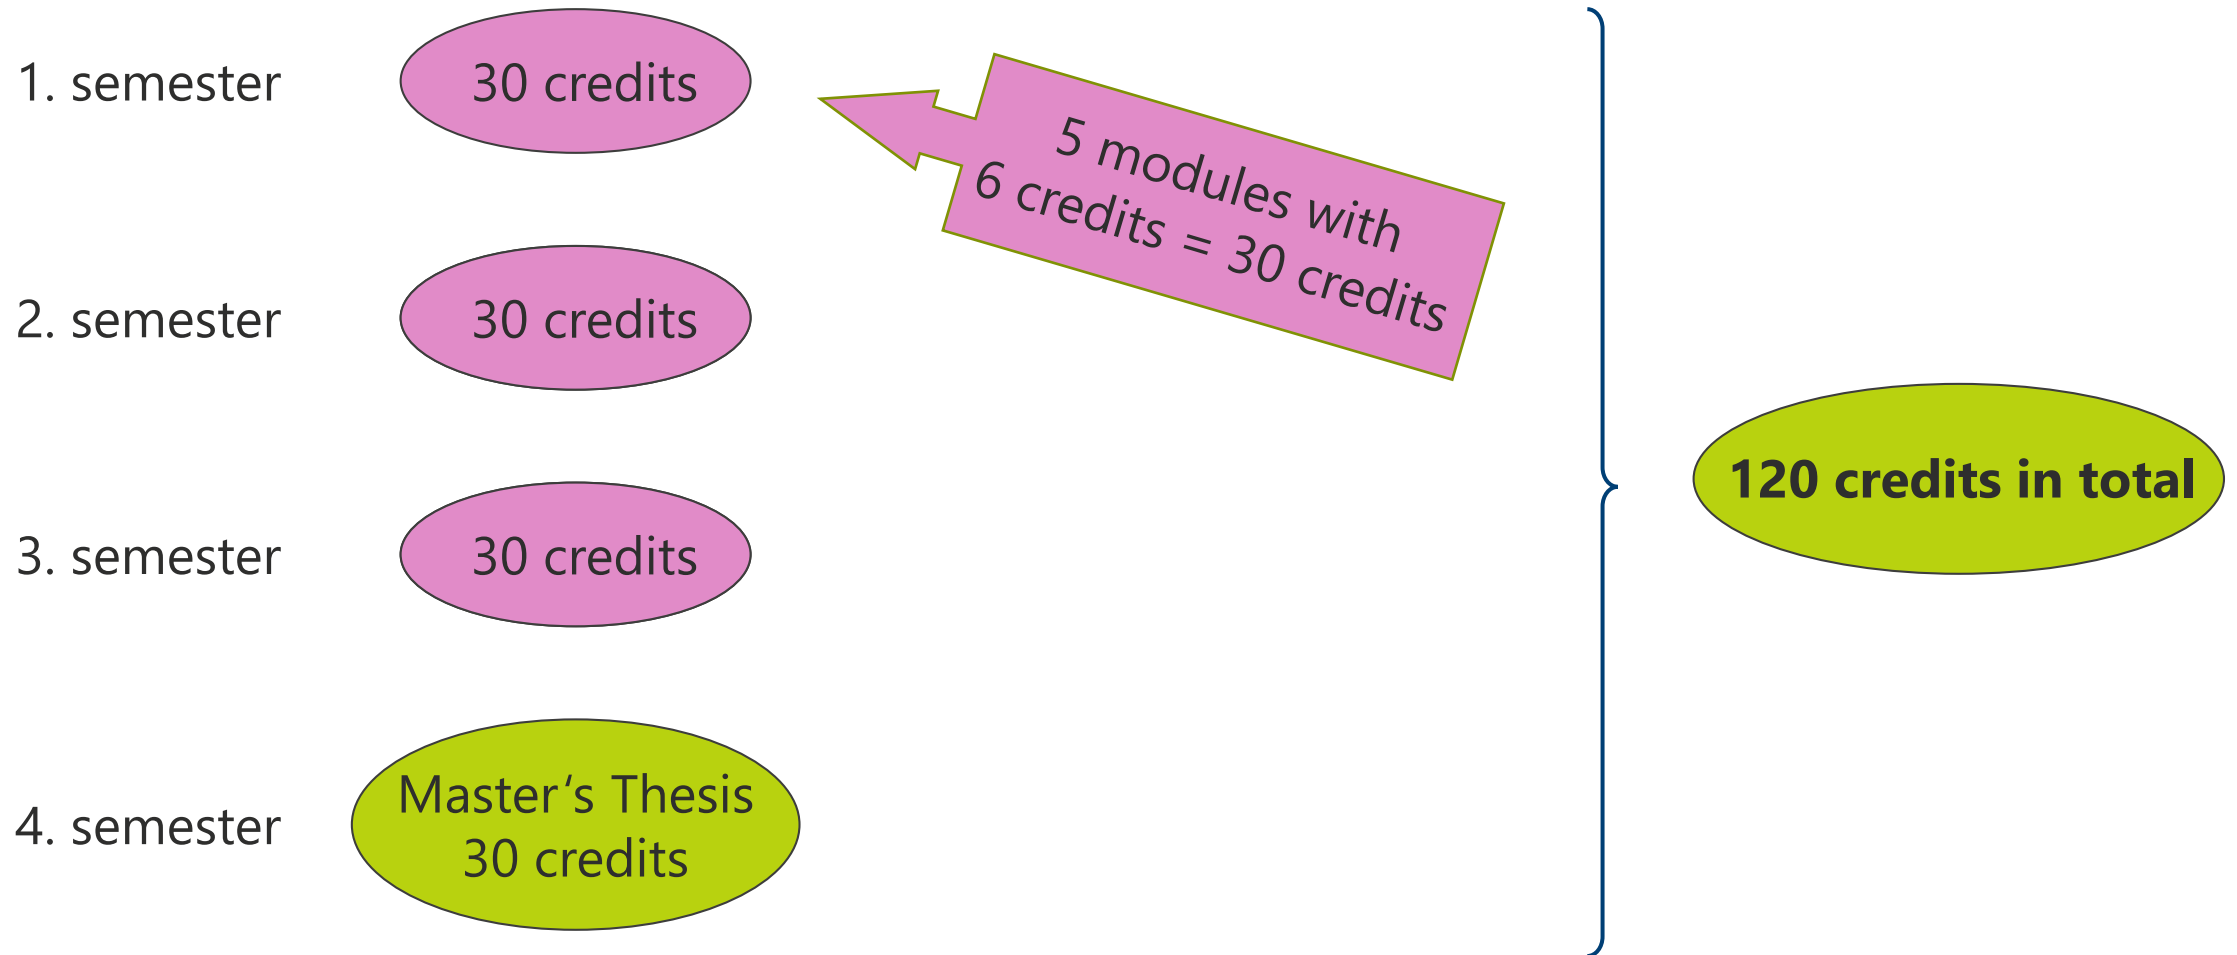 1. semester
30 credits
5 modules with
6 credits = 30 credits
2. semester
30 credits
3. semester
30 credits
4. semester
Master‘s Thesis
30 credits
120 credits in total